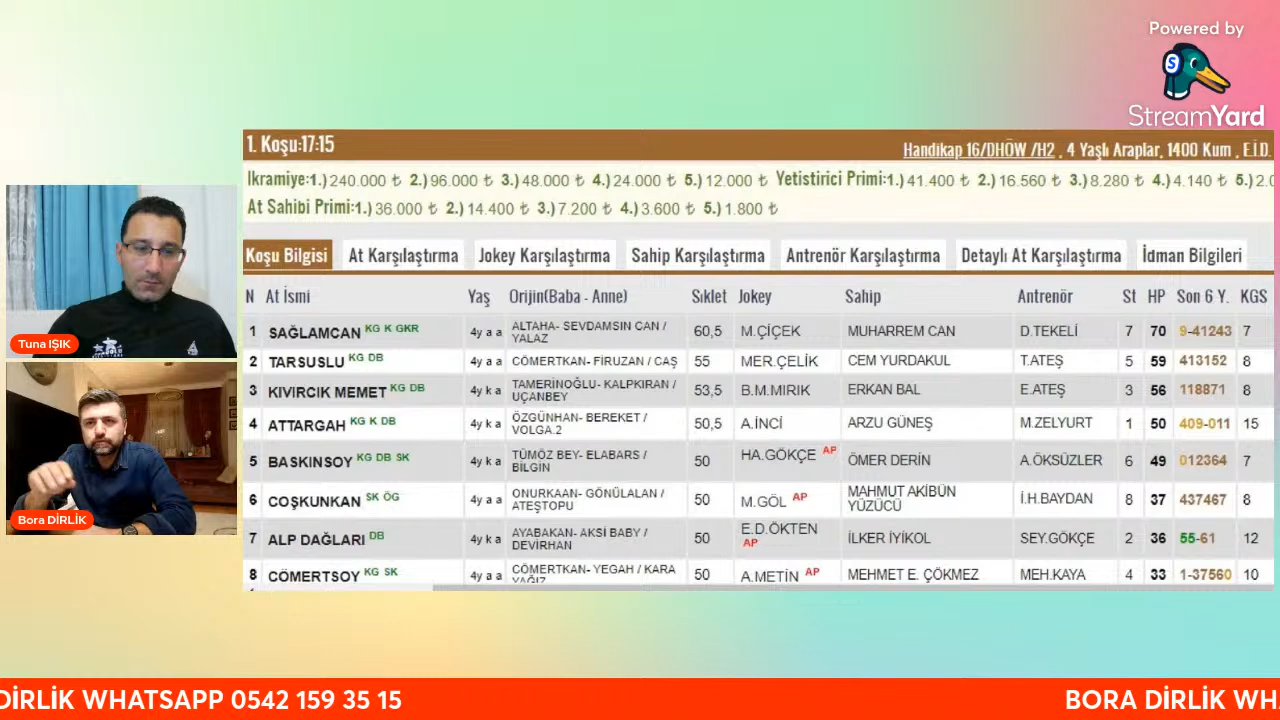 Powered by
StreamYard
1. Koşu:17:15
Handikap 16/DHÖW /H2 , 4 Yaşlı Araplar, 1400 Kum , E.İ.D.
Ikramiye:1.) 240.000 ₺ 2.) 96.000 ₺ 3.) 48.000 ₺ 4.) 24.000 ₺ 5.) 12.000 ₺ Yetistirici Primi:1.) 41.400 ₺ 2.) 16.560 ₺ 3.) 8.280 ₺ 4.) 4.140 ₺ 5.) 2.0
At Sahibi Primi:1.) 36.000 ₺ 2.) 14.400 ₺ 3.) 7.200 ₺ 4.) 3.600 ₺ 5.) 1.800 ₺
Koşu Bilgisi At Karşılaştırma Jokey Karşılaştırma Sahip Karşılaştırma Antrenör Karşılaştırma Detaylı At Karşılaştırma İdman Bilgileri
N At İsmi Yaş Orijin(Baba - Anne) Sıklet Jokey Sahip Antrenör St HP Son 6 Y. KGS
1 SAĞLAMCAN KG K GKR 4y a a ALTAHA- SEVDAMSIN CAN / YALAZ 60,5 M.ÇİÇEK MUHARREM CAN D.TEKELİ 7 70 9-41243 7
2 TARSUSLU KG DB 4y a a CÖMERTKAN- FİRUZAN / CAŞ 55 MER.ÇELİK CEM YURDAKUL T.ATEŞ 5 59 413152 8
3 KIVIRCIK MEMET KG DB 4y k a TAMERİNOĞLU- KALPKIRAN / UÇANBEY 53,5 B.M.MIRIK ERKAN BAL E.ATEŞ 3 56 118871 8
4 ATTARGAH KG K DB 4y k a ÖZGÜNHAN- BEREKET / VOLGA.2 50,5 A.İNCİ ARZU GÜNEŞ M.ZELYURT 1 50 409-011 15
5 BASKINSOY KG DB SK 4y k a TÜMÖZ BEY- ELABARS / BİLGİN 50 HA.GÖKÇE AP ÖMER DERİN A.ÖKSÜZLER 6 49 012364 7
6 COŞKUNKAN SK ÖG 4y a a ONURKAAN- GÖNÜLALAN / ATEŞTOPU 50 M.GÖL AP MAHMUT AKİBÜN YÜZÜCÜ İ.H.BAYDAN 8 37 437467 8
7 ALP DAĞLARI DB 4y k a AYABAKAN- AKSİ BABY / DEVİRHAN 50 E.D.ÖKTEN AP İLKER İYİKOL SEY.GÖKÇE 2 36 55-61 12
8 CÖMERTSOY KG SK 4y a a CÖMERTKAN- YEGAH / KARA YAĞIZ 50 A.METİN AP MEHMET E. ÇÖKMEZ MEH.KAYA 4 33 1-37560 10
Tuna IŞIK
Bora DİRLİK
DİRLİK WHATSAPP 0542 159 35 15
BORA DİRLİK WHA